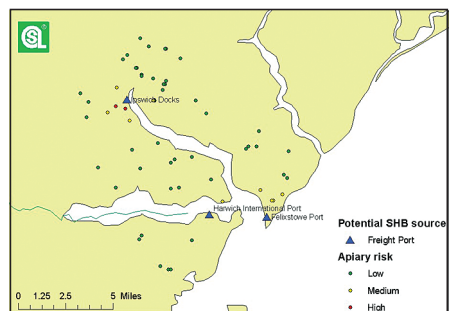 CSL
Ipswich Docks
Harwich International Port
Felixstowe Port
Potential SHB source
Freight Port
Apiary risk
Low
Medium
High
0 1.25 2.5 5 Miles